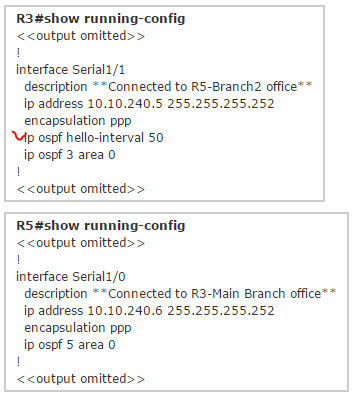 R3#show running-config
<<output omitted>>
!
interface Serial1/1
description **Connected to R5-Branch2 office**
ip address 10.10.240.5 255.255.255.252
encapsulation ppp
ip ospf hello-interval 50
ip ospf 3 area 0
!
<<output omitted>>
R5#show running-config
<<output omitted>>
!
interface Serial1/0
description **Connected to R3-Main Branch office**
ip address 10.10.240.6 255.255.255.252
encapsulation ppp
ip ospf 5 area 0
!
<<output omitted>>